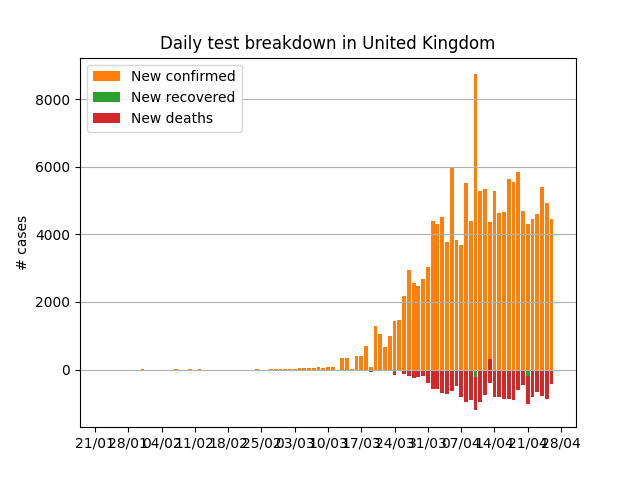 Daily test breakdown in United Kingdom
New confirmed
New recovered
New deaths
# cases
8000
6000
4000
2000
0
21/01 28/01 04/02 11/02 18/02 25/02 03/03 10/03 17/03 24/03 31/03 07/04 14/04 21/04 28/04